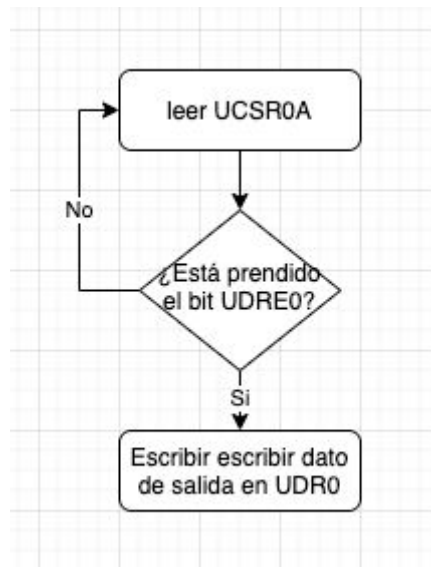 leer UCSR0A
No
¿Está prendido
el bit UDRE0?
Si
Escribir escribir dato
de salida en UDR0